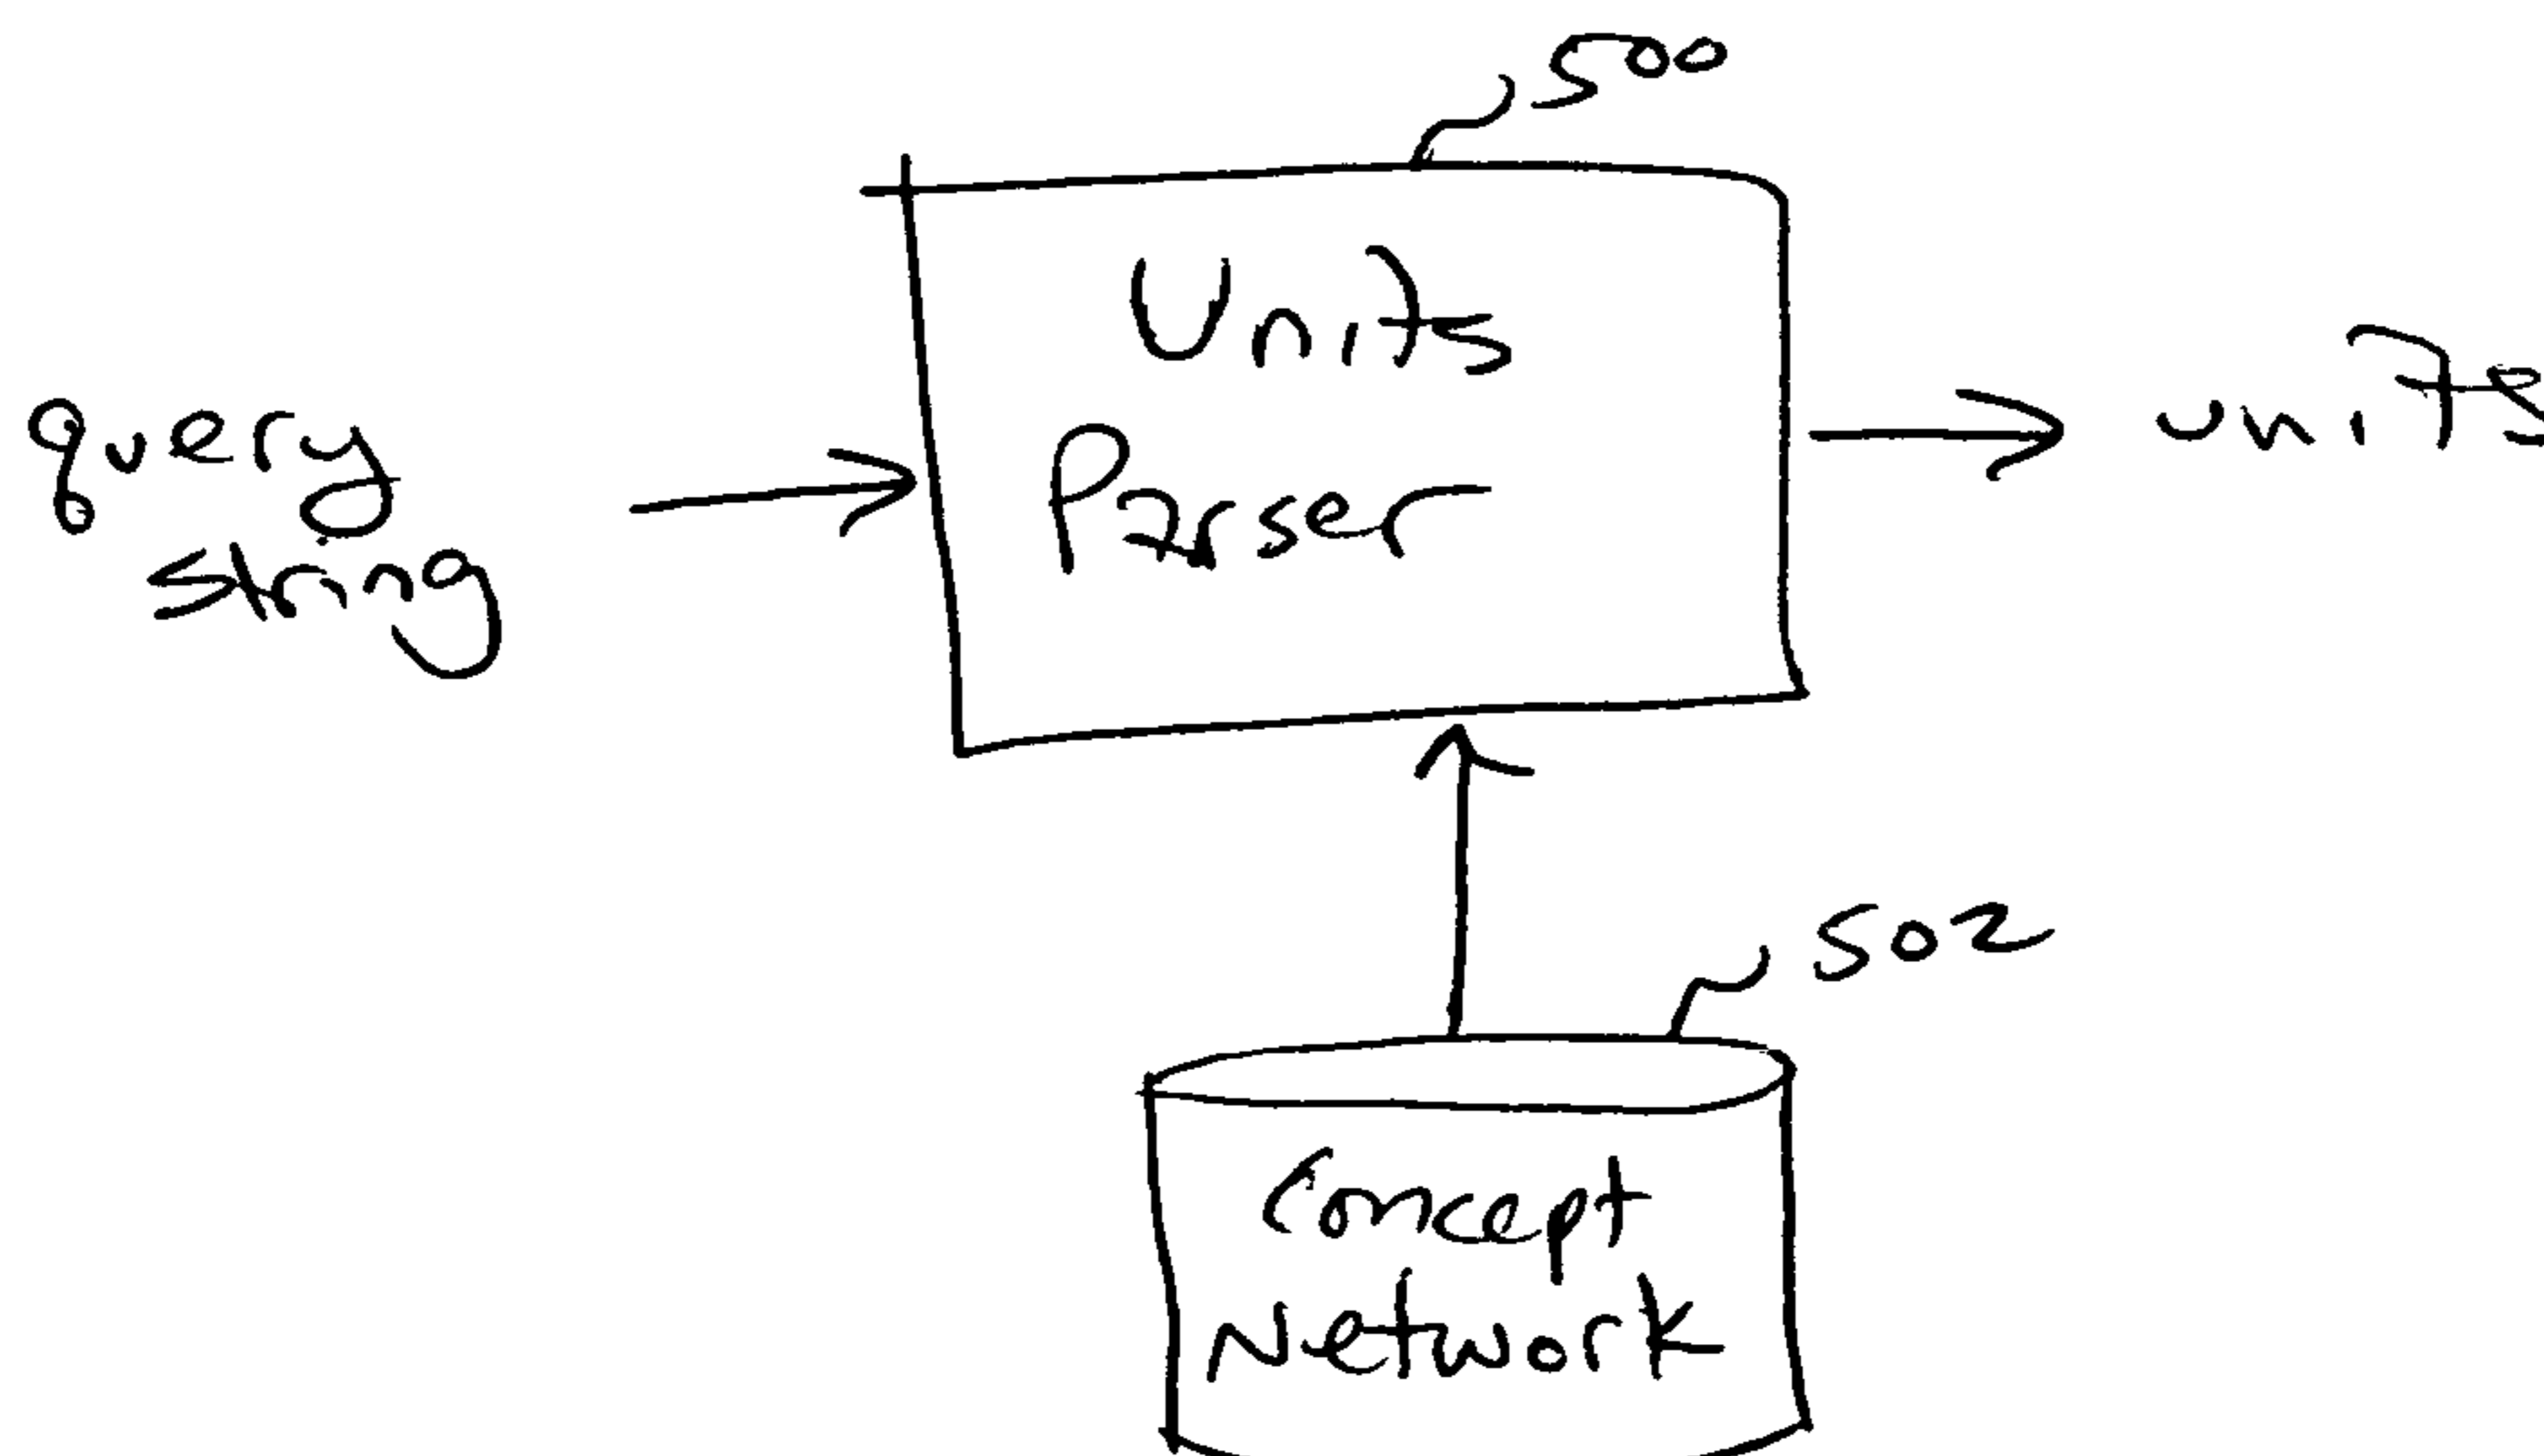 500
Units
Parser
query
string
units
502
Concept
Network